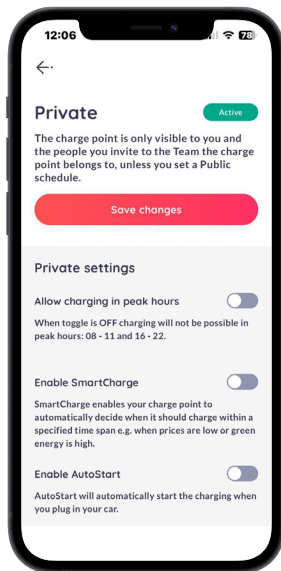 12:06
78
Private
Active
The charge point is only visible to you and
the people you invite to the Team the charge
point belongs to, unless you set a Public
schedule.
Save changes
Private settings
Allow charging in peak hours
When toggle is OFF charging will not be possible in
peak hours: 08 - 11 and 16 - 22.
Enable SmartCharge
SmartCharge enables your charge point to
automatically decide when it should charge within a
specified time span e.g. when prices are low or green
energy is high.
Enable AutoStart
AutoStart will automatically start the charging when
you plug in your car.